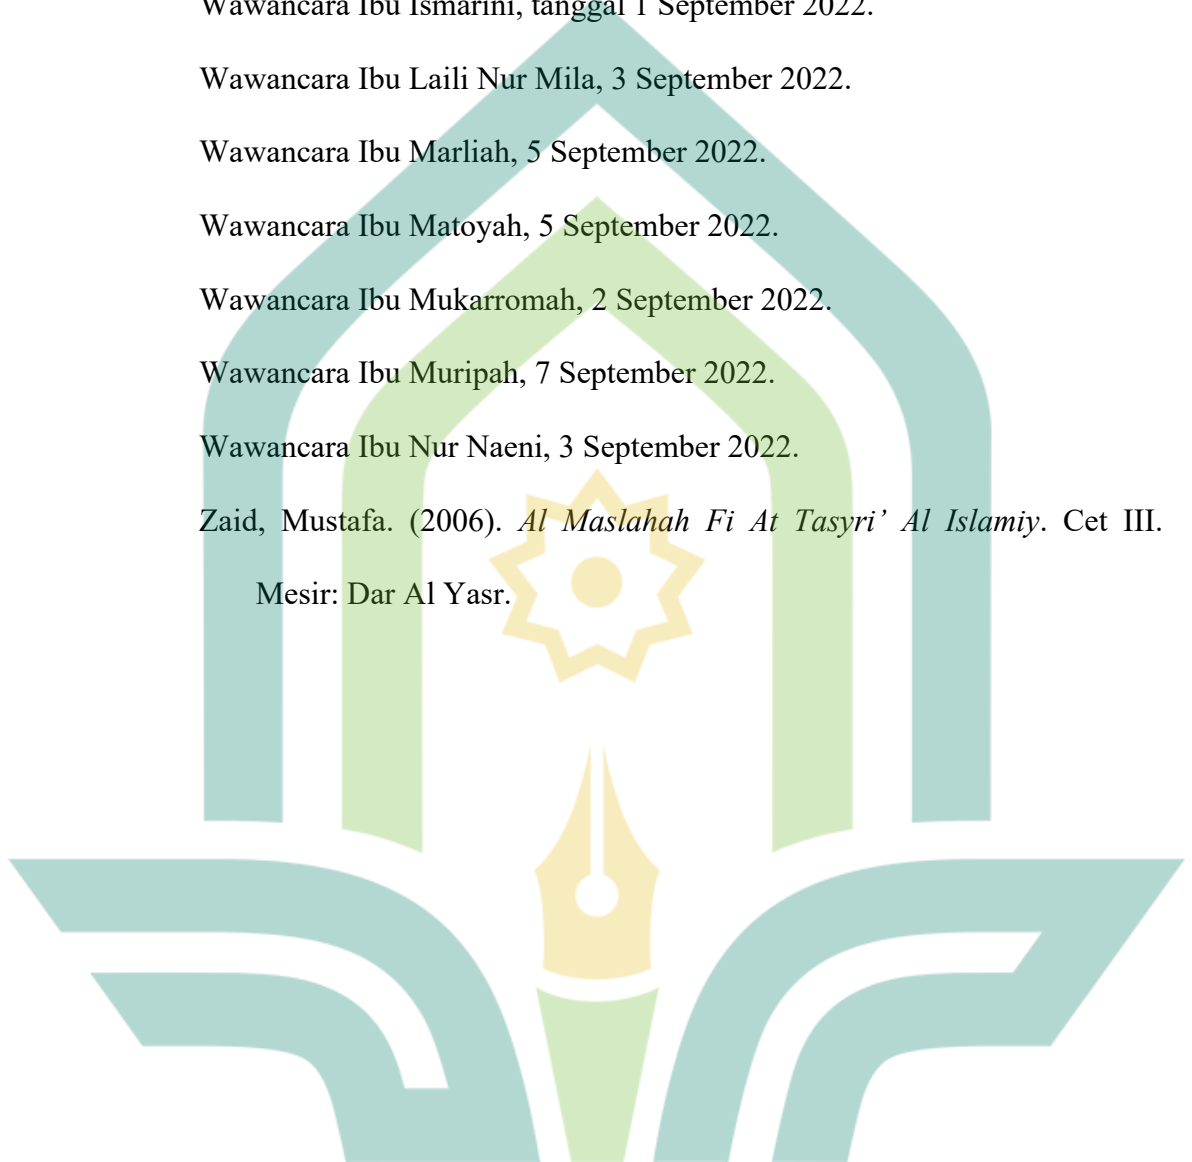 Wawancara Ibu Ismarini, tanggal 1 September 2022.
Wawancara Ibu Laili Nur Mila, 3 September 2022.
Wawancara Ibu Marliah, 5 September 2022.
Wawancara Ibu Matoyah, 5 September 2022.
Wawancara Ibu Mukarromah, 2 September 2022.
Wawancara Ibu Muripah, 7 September 2022.
Wawancara Ibu Nur Naeni, 3 September 2022.
Zaid, Mustafa. (2006). Al Maslahah Fi At Tasyri’ Al Islamiy. Cet III.
Mesir: Dar Al Yasr.